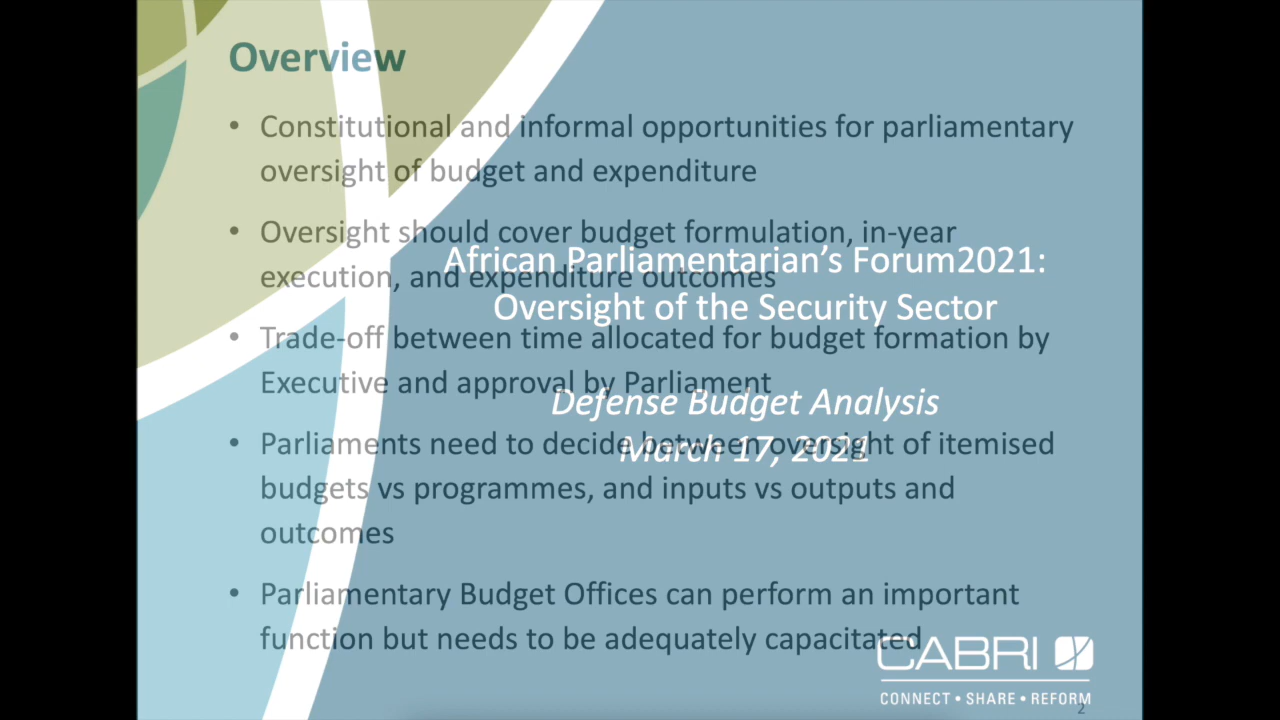 Overview
• Constitutional and informal opportunities for parliamentary
oversight of budget and expenditure
• Oversight should cover budget formulation, in-year
execution, and expenditure outcomes
• Trade-off between time allocated for budget formation by
Executive and approval by Parliament
• Parliaments need to decide between oversight of itemised
budgets vs programmes, and inputs vs outputs and
outcomes
• Parliamentary Budget Offices can perform an important
function but needs to be adequately capacitated
African Parliamentarian’s Forum2021:
Oversight of the Security Sector
Defense Budget Analysis
March 17, 2021
CABRI
CONNECT • SHARE • REFORM
2